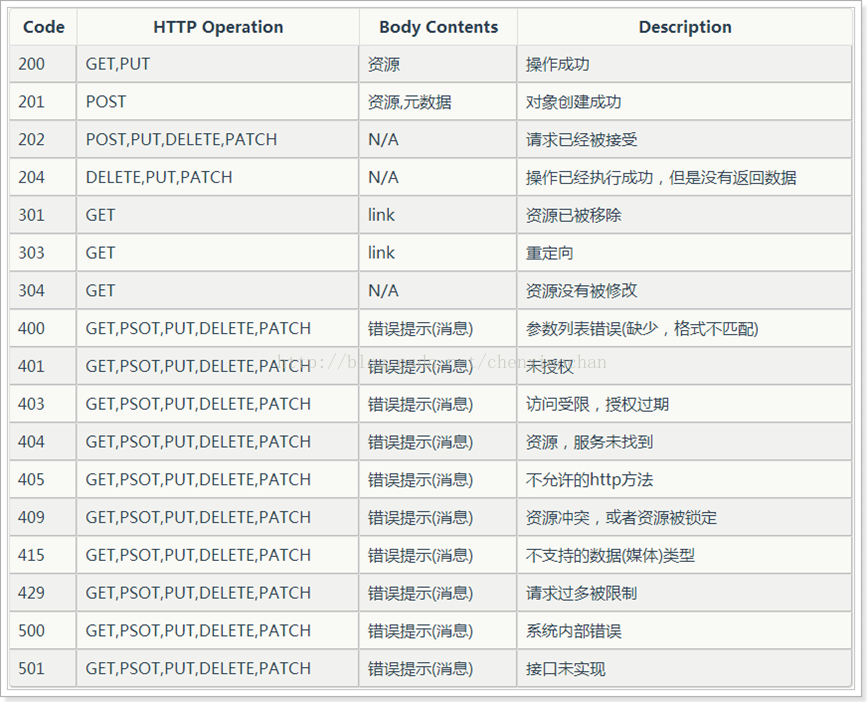 Code HTTP Operation Body Contents Description
200 GET,PUT 资源 操作成功
201 POST 资源,元数据 对象创建成功
202 POST,PUT,DELETE,PATCH N/A 请求已经被接受
204 DELETE,PUT,PATCH N/A 操作已经执行成功，但是没有返回数据
301 GET link 资源已被移除
303 GET link 重定向
304 GET N/A 资源没有被修改
400 GET,PSOT,PUT,DELETE,PATCH 错误提示(消息) 参数列表错误(缺少，格式不匹配)
401 GET,PSOT,PUT,DELETE,PATCH 错误提示(消息) 未授权
403 GET,PSOT,PUT,DELETE,PATCH 错误提示(消息) 访问受限，授权过期
404 GET,PSOT,PUT,DELETE,PATCH 错误提示(消息) 资源，服务未找到
405 GET,PSOT,PUT,DELETE,PATCH 错误提示(消息) 不允许的http方法
409 GET,PSOT,PUT,DELETE,PATCH 错误提示(消息) 资源冲突，或者资源被锁定
415 GET,PSOT,PUT,DELETE,PATCH 错误提示(消息) 不支持的数据(媒体)类型
429 GET,PSOT,PUT,DELETE,PATCH 错误提示(消息) 请求过多被限制
500 GET,PSOT,PUT,DELETE,PATCH 错误提示(消息) 系统内部错误
501 GET,PSOT,PUT,DELETE,PATCH 错误提示(消息) 接口未实现